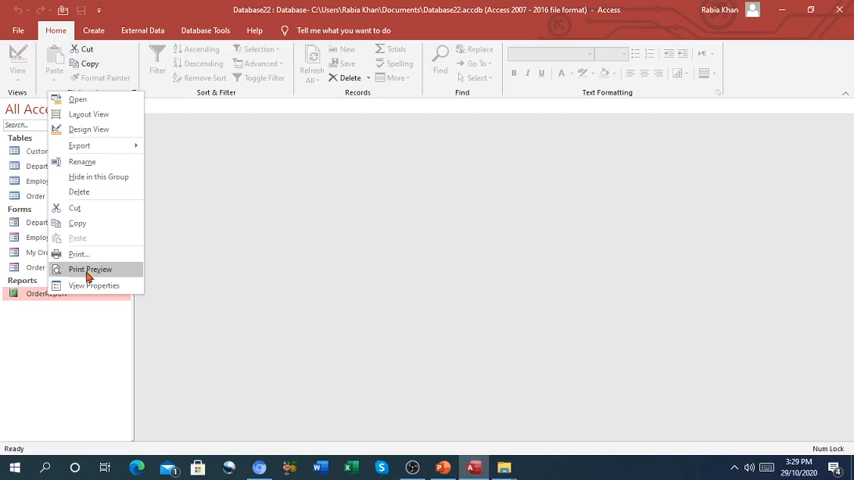 Database22 : Database- C:\Users\Rabia Khan\Documents\Database22.accdb (Access 2007 - 2016 file format) - Access
Rabia Khan
File Home Create External Data Database Tools Help Tell me what you want to do
View
Views
Paste
Cut
Copy
Format Painter
Filter
Ascending
Descending
Remove Sort
Selection
Advanced
Toggle Filter
Sort & Filter
Refresh
All
New
Save
Delete
Totals
Spelling
More
Records
Find
Replace
Go To
Select
Find
B I U A
Text Formatting
All Acc
Search...
Tables
Custo
Depart
Employ
Order
Forms
Depart
Employ
My Or
Order
Reports
OrderReport
Open
Layout View
Design View
Export
Rename
Hide in this Group
Delete
Cut
Copy
Paste
Print...
Print Preview
View Properties
Ready
Num Lock
3:29 PM
29/10/2020